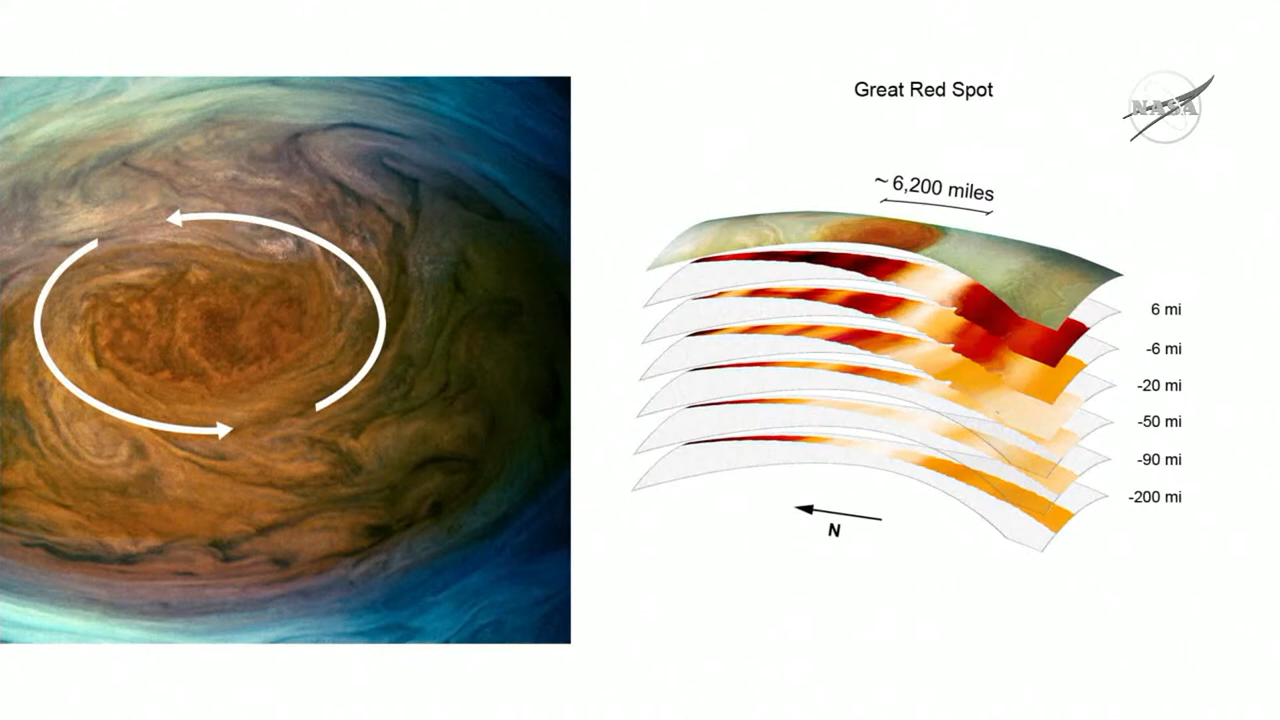 Great Red Spot
NASA
~ 6,200 miles
6 mi
-6 mi
-20 mi
-50 mi
-90 mi
-200 mi
N